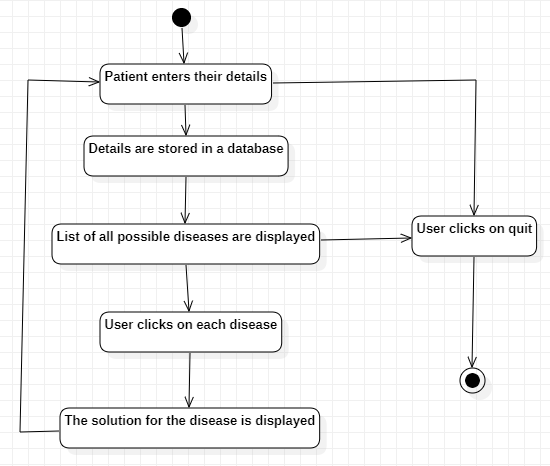 Patient enters their details
Details are stored in a database
List of all possible diseases are displayed
User clicks on quit
User clicks on each disease
The solution for the disease is displayed